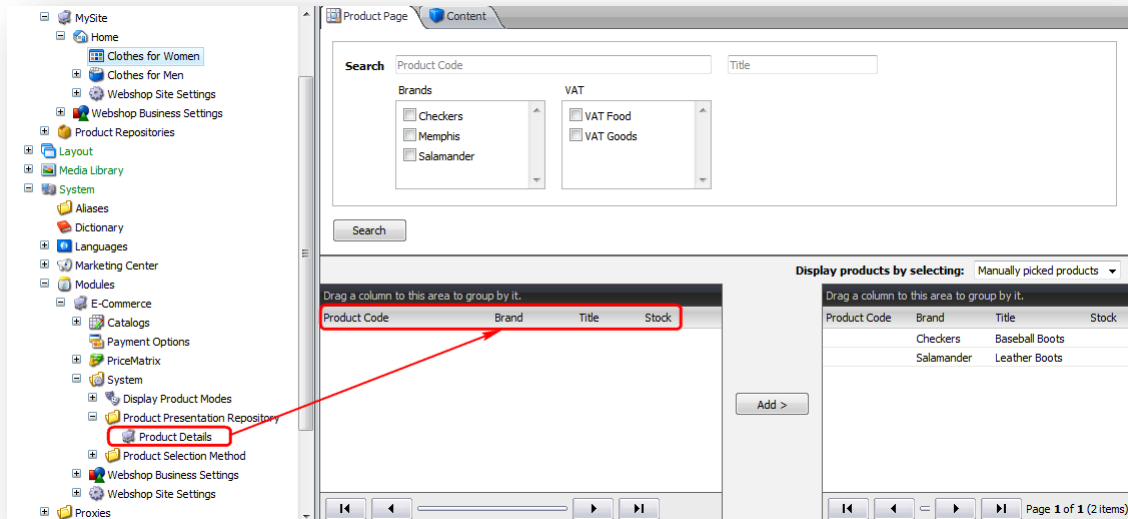 MySite
Home
Clothes for Women
Clothes for Men
Webshop Site Settings
Webshop Business Settings
Product Repositories
Layout
Media Library
System
Aliases
Dictionary
Languages
Marketing Center
Modules
E-Commerce
Catalogs
Payment Options
PriceMatrix
System
Display Product Modes
Product Presentation Repository
Product Details
Product Selection Method
Webshop Business Settings
Webshop Site Settings
Proxies
Product Page Content
Search Product Code Title
Brands VAT
Checkers VAT Food
Memphis VAT Goods
Salamander
Search
Display products by selecting: Manually picked products
Drag a column to this area to group by it.
Product Code Brand Title Stock
Add >
Drag a column to this area to group by it.
Product Code Brand Title Stock
Checkers Baseball Boots
Salamander Leather Boots
Page 1 of 1 (2 items)